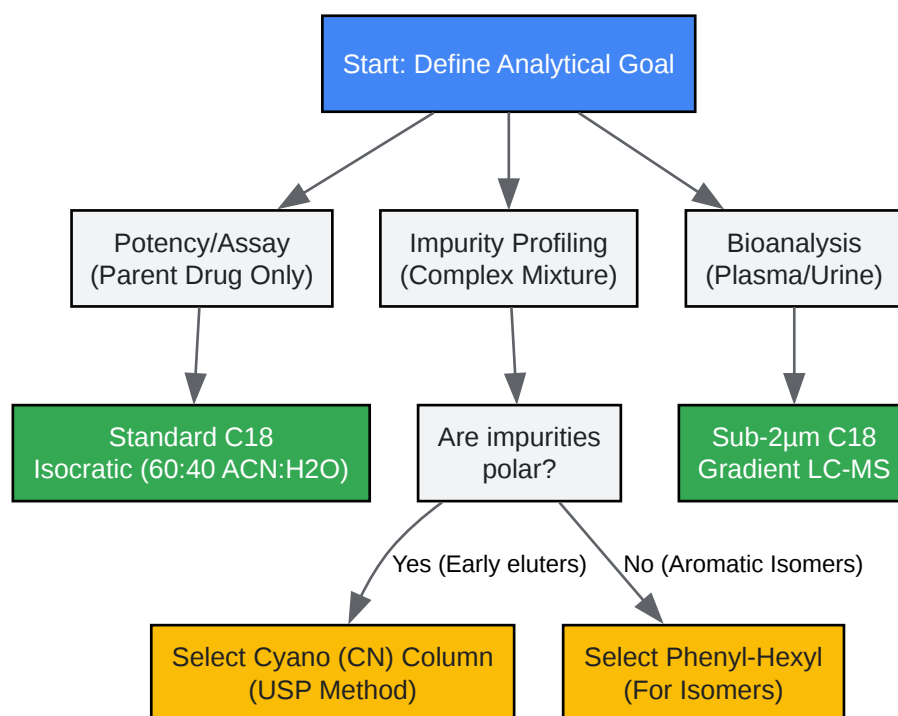 Start: Define Analytical Goal
Potency/Assay
(Parent Drug Only)
Impurity Profiling
(Complex Mixture)
Bioanalysis
(Plasma/Urine)
Standard C18
Isocratic (60:40 ACN:H2O)
Are impurities
polar?
Sub-2µm C18
Gradient LC-MS
Yes (Early eluters)
No (Aromatic Isomers)
Select Cyano (CN) Column
(USP Method)
Select Phenyl-Hexyl
(For Isomers)